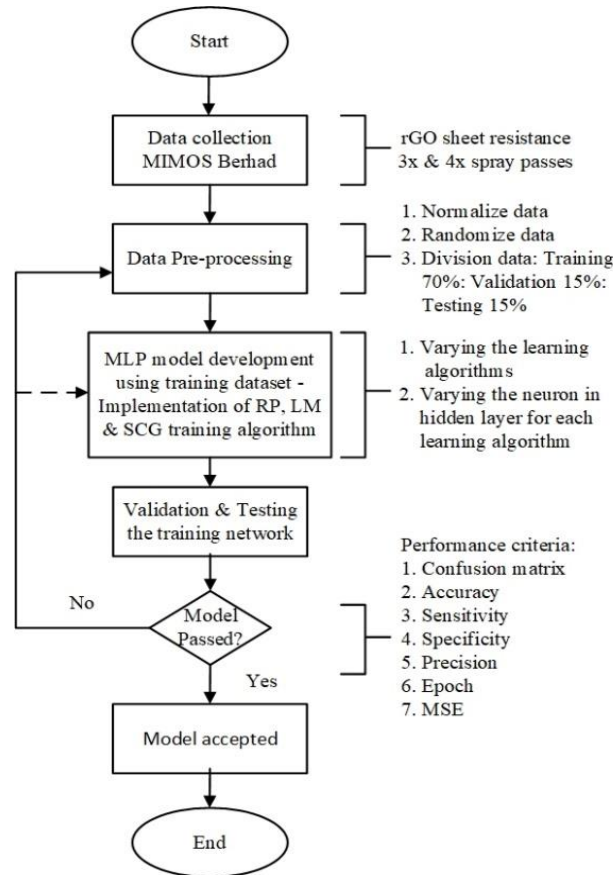 Start
Data collection
MIMOS Berhad
rGO sheet resistance
3x & 4x spray passes
Data Pre-processing
1. Normalize data
2. Randomize data
3. Division data: Training
70%: Validation 15%:
Testing 15%
MLP model development
using training dataset -
Implementation of RP, LM
& SCG training algorithm
1. Varying the learning
algorithms
2. Varying the neuron in
hidden layer for each
learning algorithm
Validation & Testing
the training network
Model
Passed?
No
Yes
Performance criteria:
1. Confusion matrix
2. Accuracy
3. Sensitivity
4. Specificity
5. Precision
6. Epoch
7. MSE
Model accepted
End